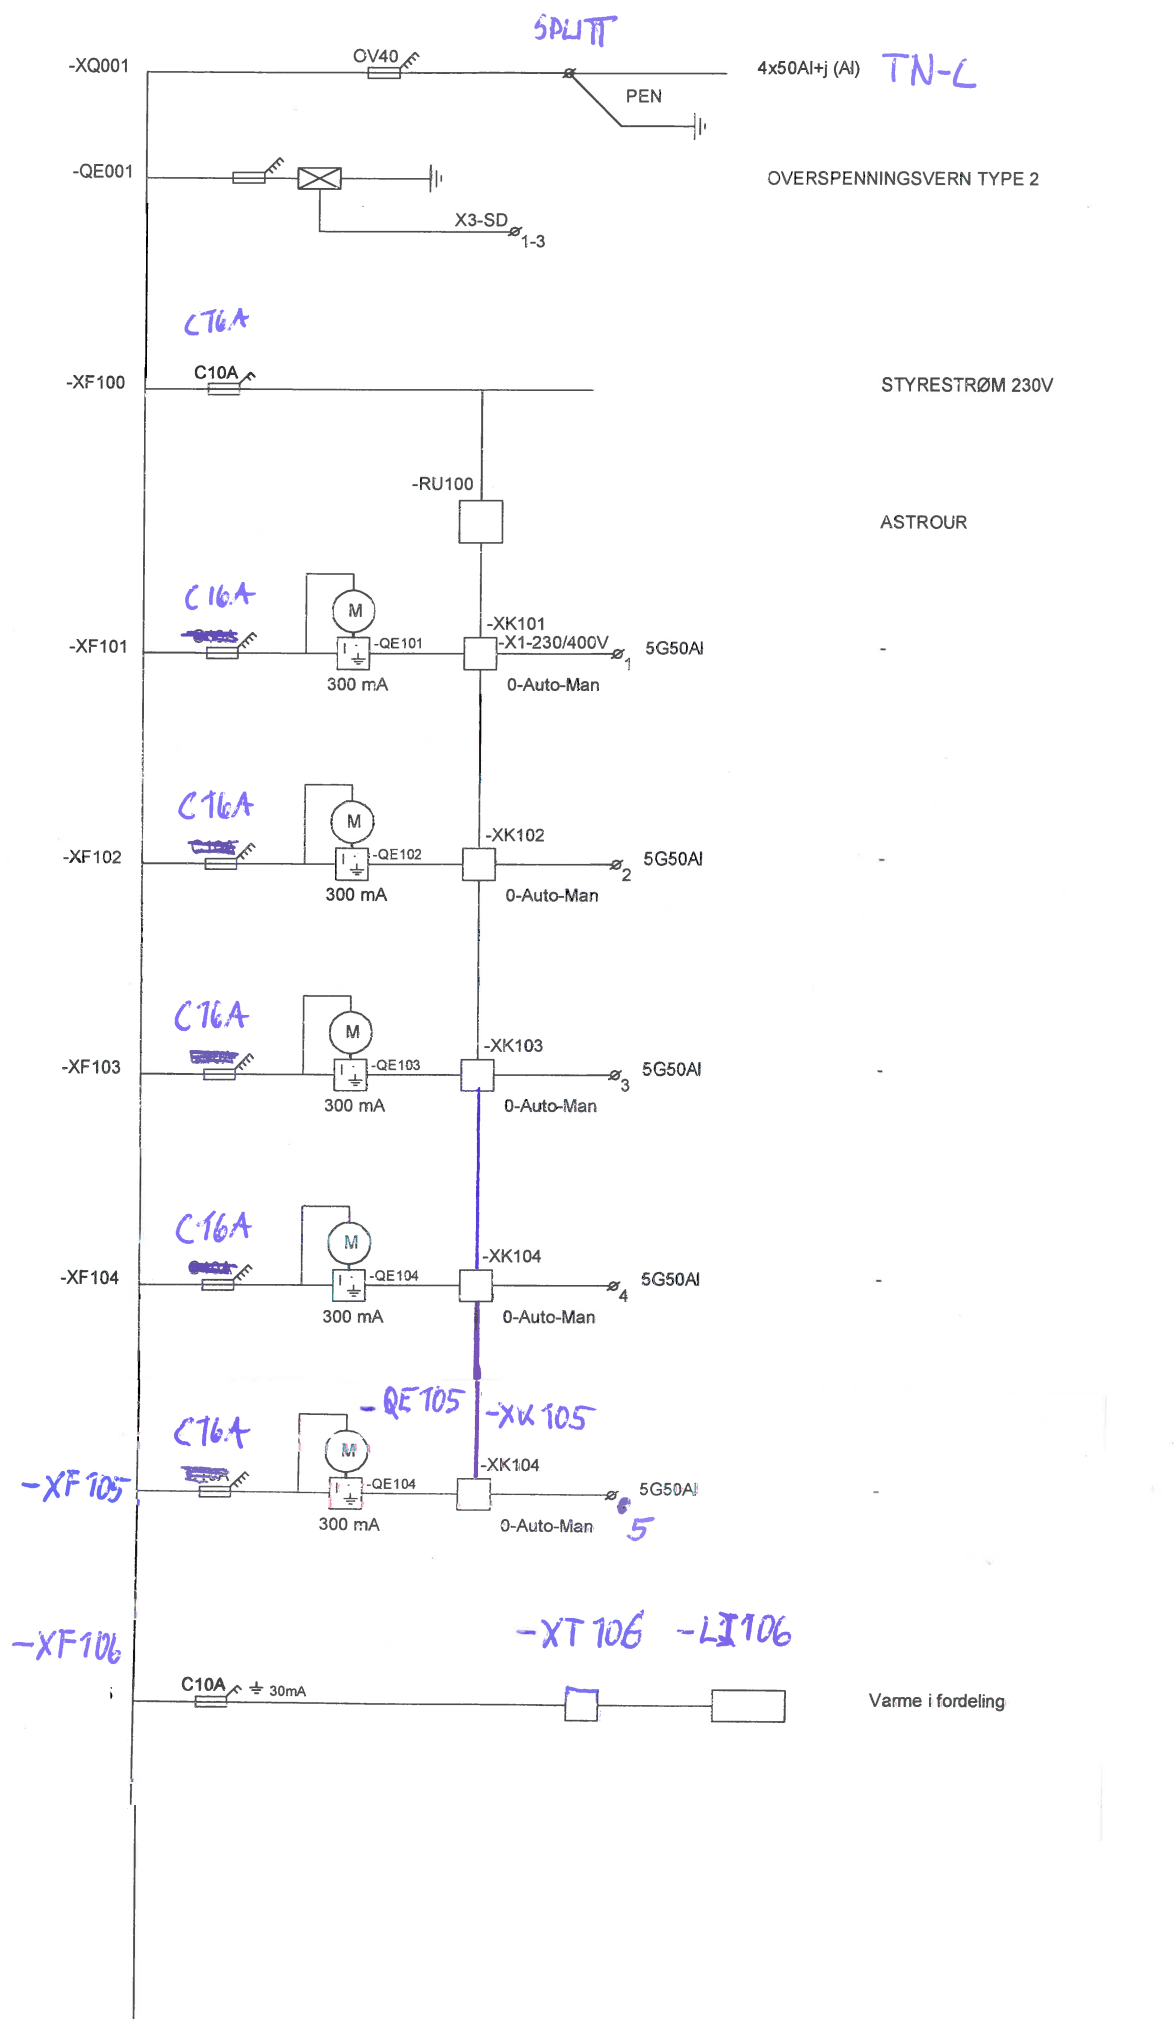 SPLITT
-XQ001 OV40 4x50Al+j (Al) TN-C
PEN
-QE001 OVERSPENNINGSVERN TYPE 2
X3-SD
1-3
C16A
-XF100 C10A STYRESTRØM 230V
-RU100
ASTROUR
C16A
M -XK101
-XF101 -QE101 -X1-230/400V 1 5G50Al -
300 mA 0-Auto-Man
C16A
M -XK102
-XF102 -QE102 2 5G50Al -
300 mA 0-Auto-Man
C16A
M -XK103
-XF103 -QE103 3 5G50Al -
300 mA 0-Auto-Man
C16A
M -XK104
-XF104 -QE104 4 5G50Al -
300 mA 0-Auto-Man
-QE105 -XK105
C16A
M -XK104
-XF105 -QE104 5G50Al -
300 mA 0-Auto-Man 5
-XT106 -LI106
-XF106
C10A 30mA Varme i fordeling